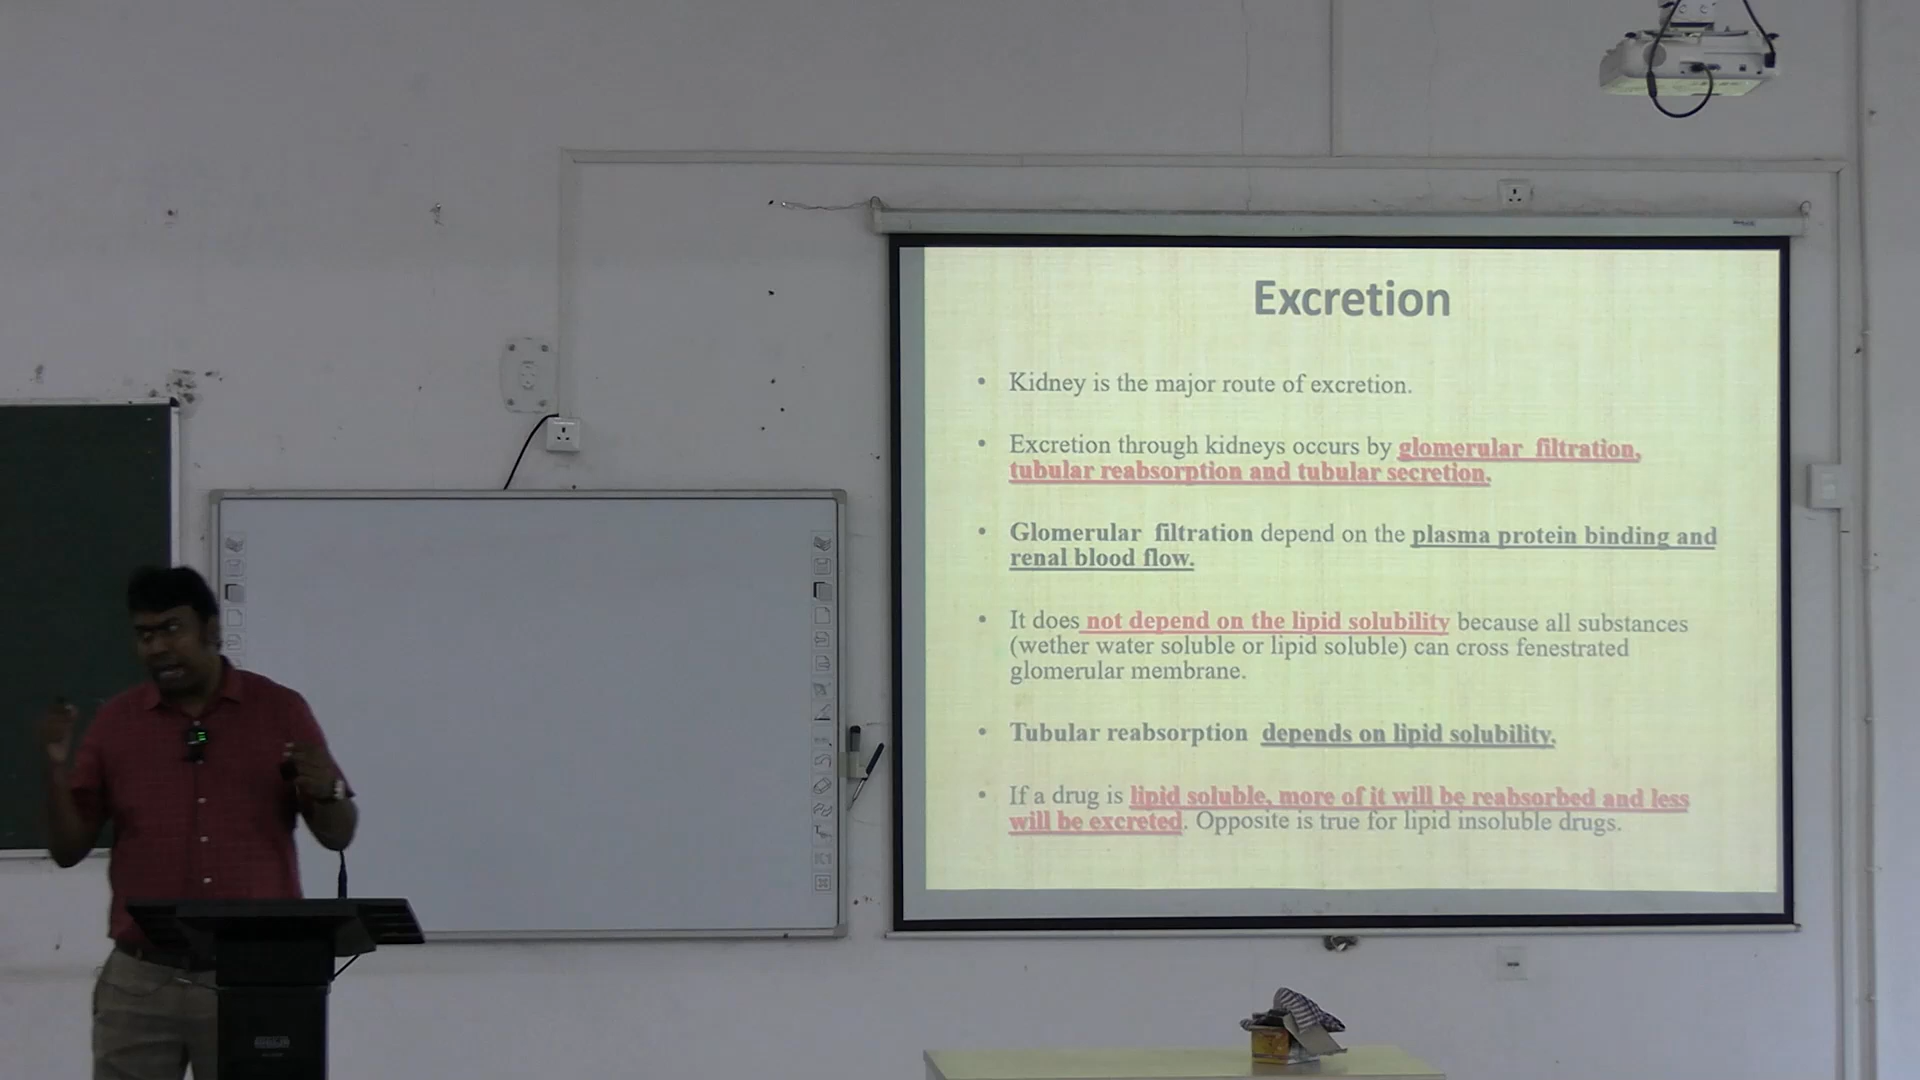 Excretion
• Kidney is the major route of excretion.
• Excretion through kidneys occurs by glomerular filtration,
tubular reabsorption and tubular secretion.
• Glomerular filtration depend on the plasma protein binding and
renal blood flow.
• It does not depend on the lipid solubility because all substances
(wether water soluble or lipid soluble) can cross fenestrated
glomerular membrane.
• Tubular reabsorption depends on lipid solubility.
• If a drug is lipid soluble, more of it will be reabsorbed and less
will be excreted. Opposite is true for lipid insoluble drugs.